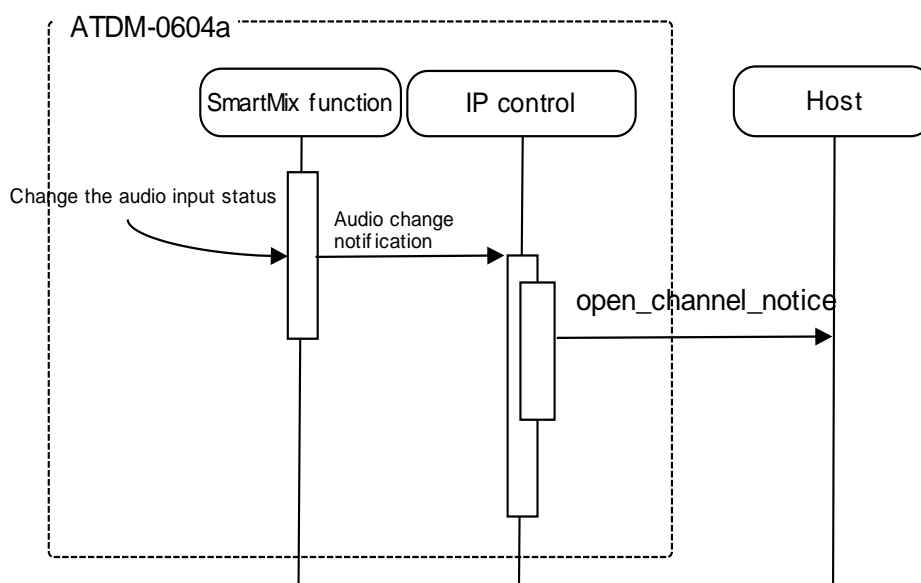 ATDM-0604a
SmartMix function
IP control
Host
Change the audio input status
Audio change
notification
open_channel_notice